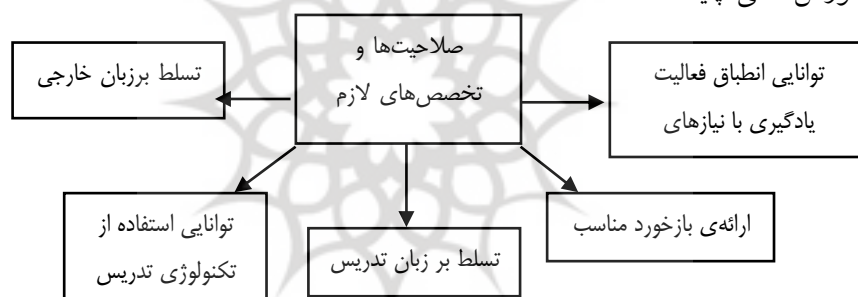 صلاحیت‌ها و
تخصص‌های لازم
توانایی انطباق فعالیت
یادگیری با نیازهای
تسلط برزبان خارجی
ارائه‌ی بازخورد مناسب
تسلط بر زبان تدریس
توانایی استفاده از
تکنولوژی تدریس